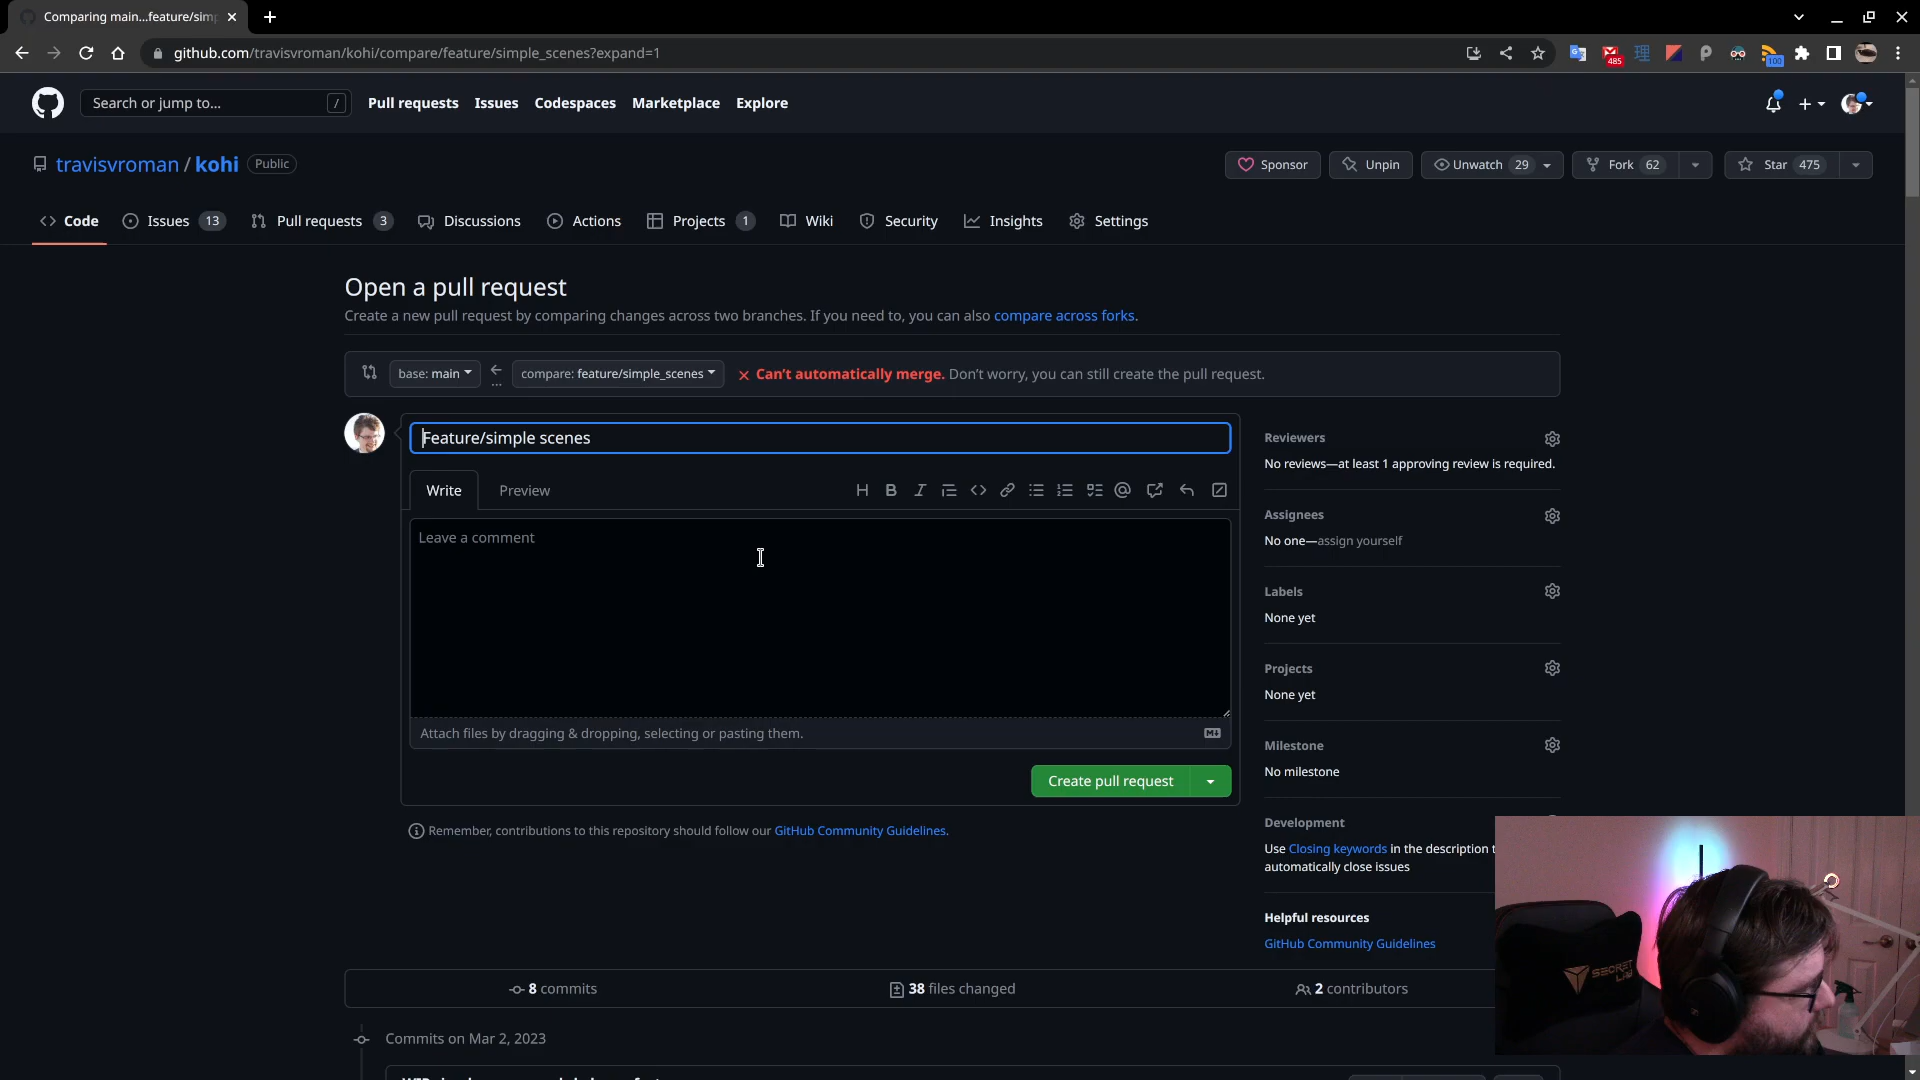 Comparing main...feature/simp
github.com/travisvroman/kohi/compare/feature/simple_scenes?expand=1
485
100
Search or jump to...
/
Pull requests
Issues
Codespaces
Marketplace
Explore
travisvroman / kohi
Public
Sponsor
Unpin
Unwatch 29
Fork 62
Star 475
Code
Issues 13
Pull requests 3
Discussions
Actions
Projects 1
Wiki
Security
Insights
Settings
Open a pull request
Create a new pull request by comparing changes across two branches. If you need to, you can also compare across forks.
base: main
compare: feature/simple_scenes
Can't automatically merge. Don't worry, you can still create the pull request.
Feature/simple scenes
Write
Preview
Leave a comment
Attach files by dragging & dropping, selecting or pasting them.
Create pull request
Remember, contributions to this repository should follow our GitHub Community Guidelines.
Reviewers
No reviews—at least 1 approving review is required.
Assignees
No one—assign yourself
Labels
None yet
Projects
None yet
Milestone
No milestone
Development
Use Closing keywords in the description t
automatically close issues
Helpful resources
GitHub Community Guidelines
8 commits
38 files changed
2 contributors
Commits on Mar 2, 2023
SECRET
LAB